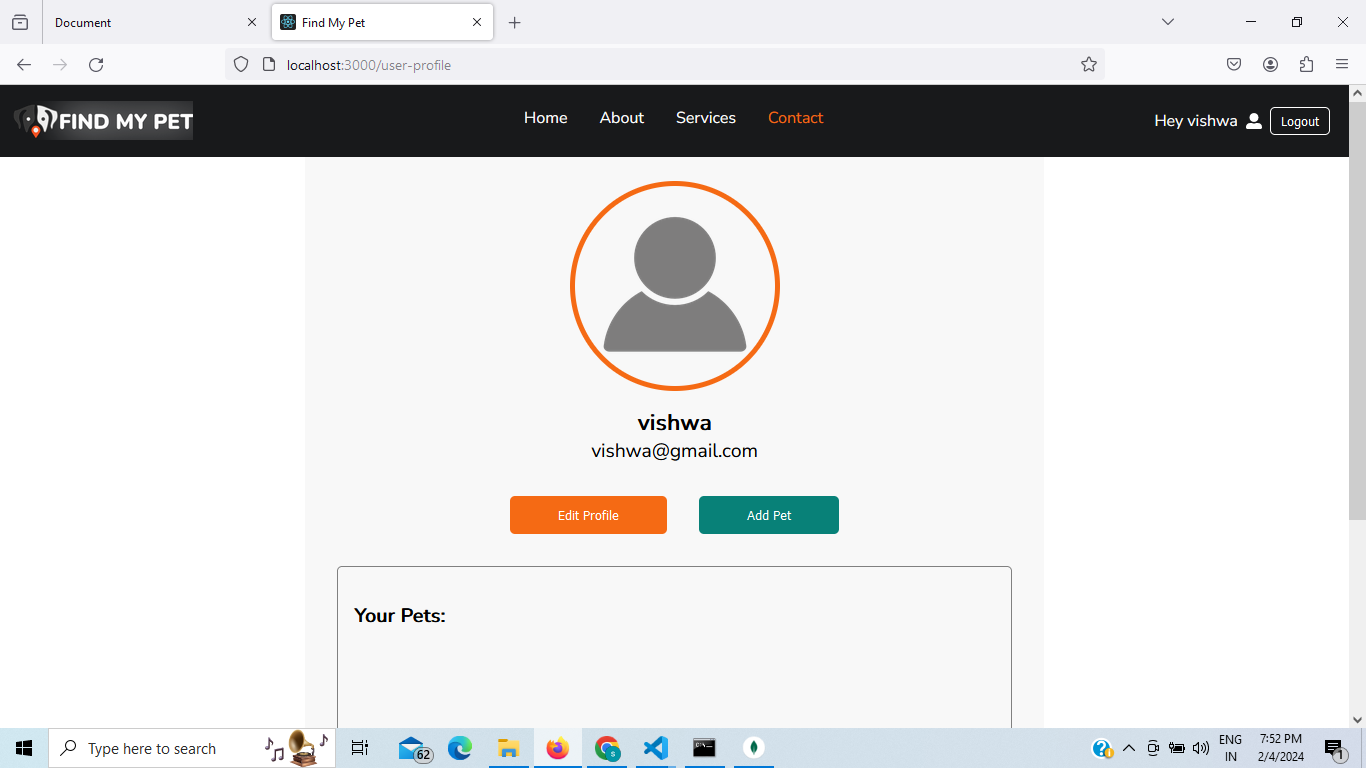 Document
Find My Pet
localhost:3000/user-profile
FIND MY PET
Home
About
Services
Contact
Hey vishwa
Logout
vishwa
vishwa@gmail.com
Edit Profile
Add Pet
Your Pets:
Type here to search
62
S
ENG
IN
7:52 PM
2/4/2024
1